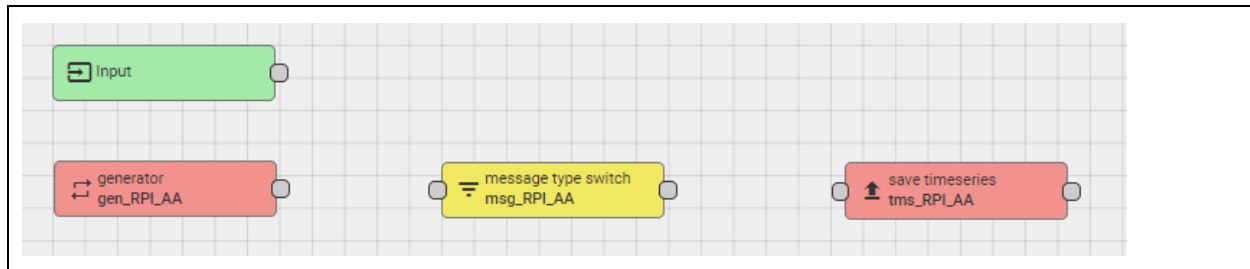 Input
generator
gen_RPI_AA
message type switch
msg_RPI_AA
save timeseries
tms_RPI_AA